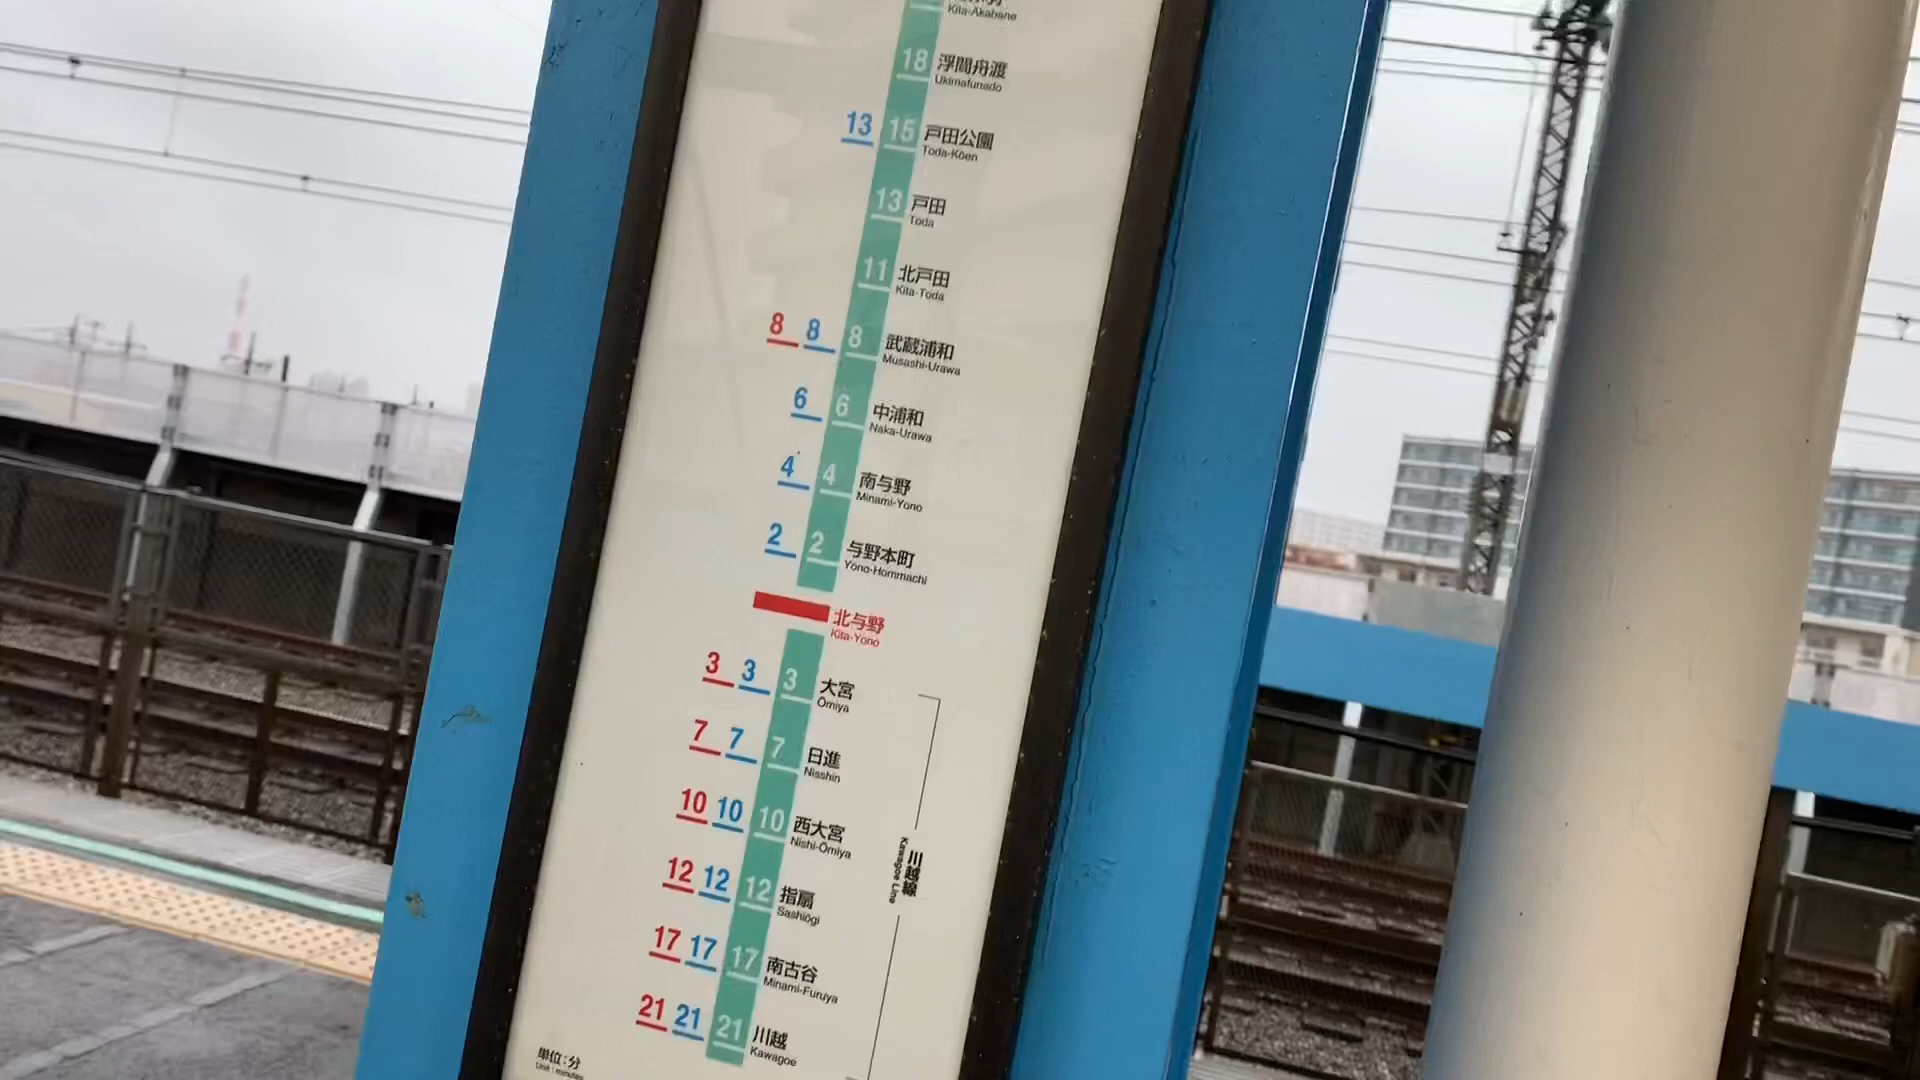 Kita-Akabane
18 浮間舟渡
Ukimafunado
13 15 戸田公園
Toda-Kōen
13 戸田
Toda
11 北戸田
Kita-Toda
8 8 8 武蔵浦和
Musashi-Urawa
6 6 中浦和
Naka-Urawa
4 4 南与野
Minami-Yono
2 2 与野本町
Yono-Hommachi
北与野
Kita-Yono
3 3 3 大宮
Ōmiya
7 7 7 日進
Nisshin
10 10 10 西大宮
Nishi-Ōmiya
12 12 12 指扇
Sashiōgi
17 17 17 南古谷
Minami-Furuya
21 21 21 川越
Kawagoe
川越線
Kawagoe Line
単位:分
Unit : minutes